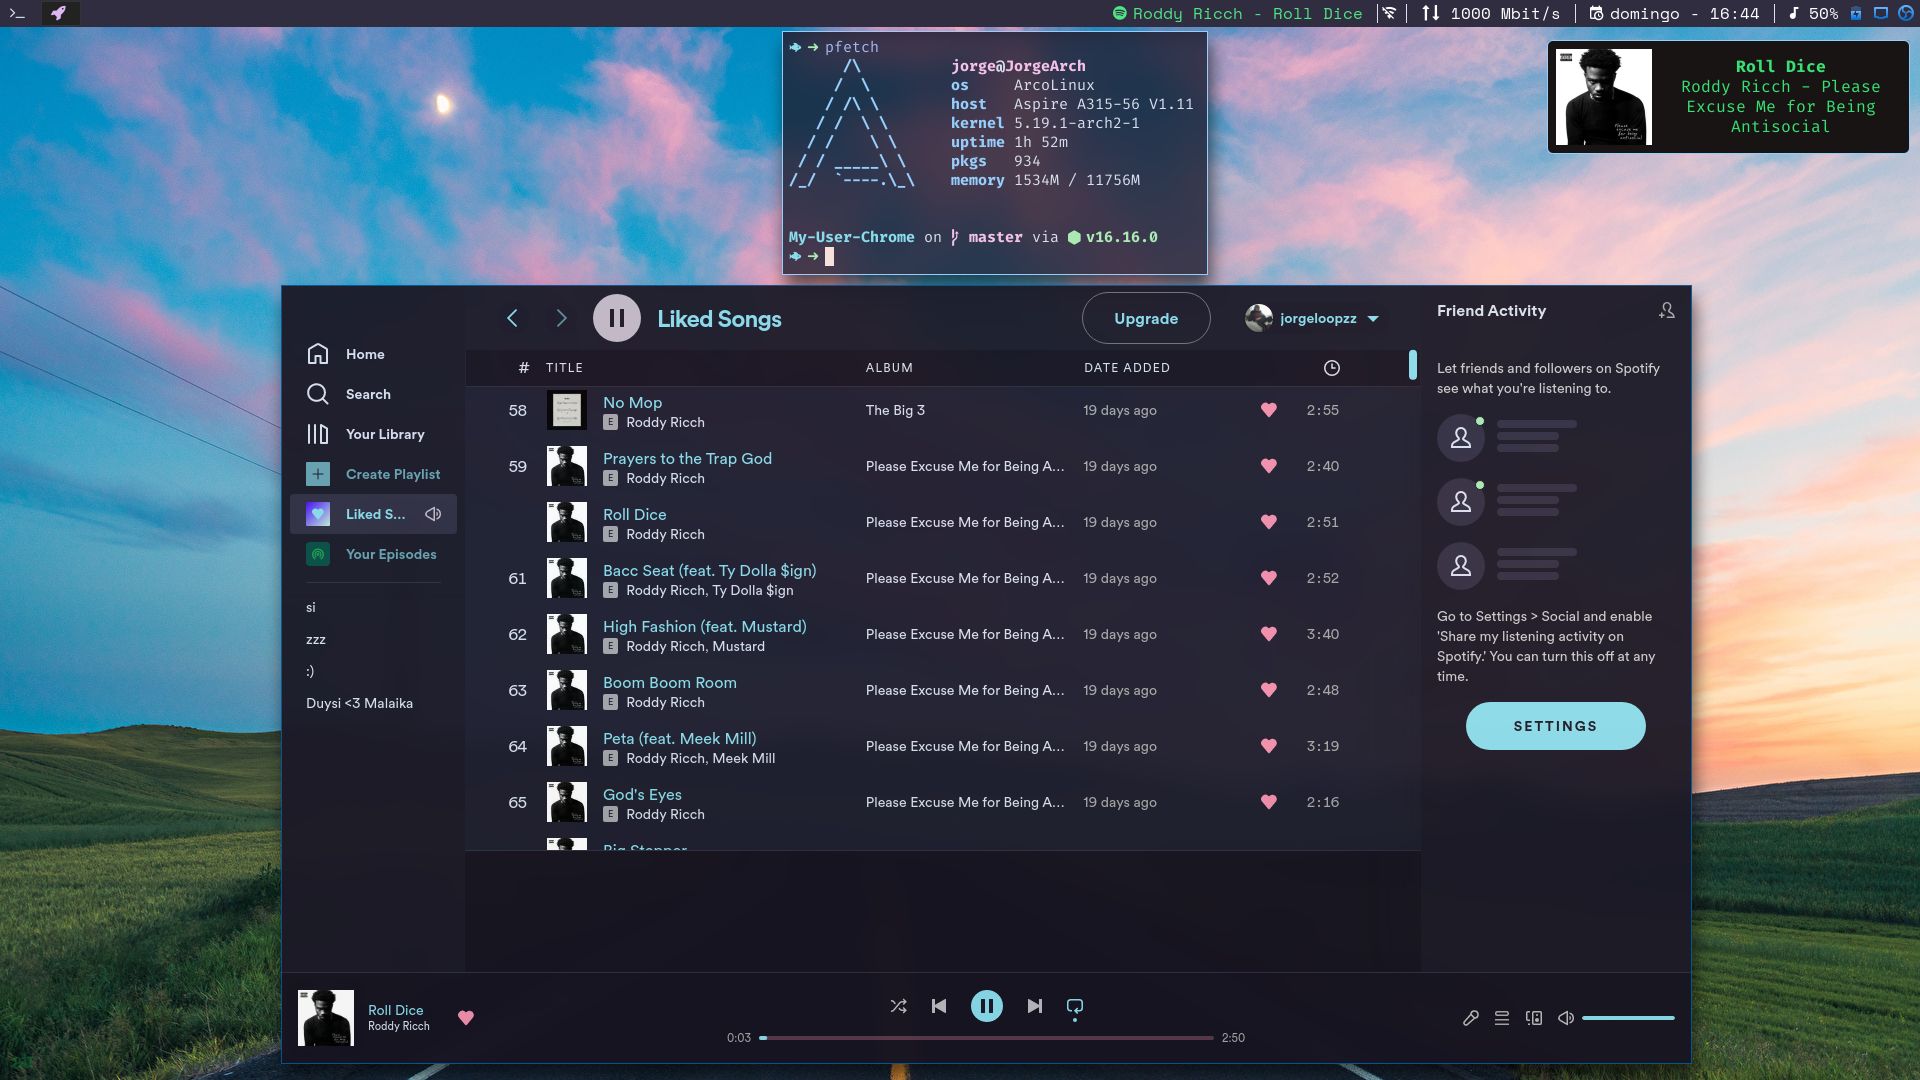 >_
Roddy Ricch - Roll Dice
1000 Mbit/s
domingo - 16:44
50%
pfetch
jorge@JorgeArch
os ArcoLinux
host Aspire A315-56 V1.11
kernel 5.19.1-arch2-1
uptime 1h 52m
pkgs 934
memory 1534M / 11756M
My-User-Chrome on master via v16.16.0
Roll Dice
Roddy Ricch - Please
Excuse Me for Being
Antisocial
Home
Search
Your Library
Create Playlist
Liked S...
Your Episodes
si
zzz
:)
Duysi <3 Malaika
Liked Songs
Upgrade
jorgeloopzz
# TITLE ALBUM DATE ADDED
58 No Mop The Big 3 19 days ago 2:55
E Roddy Ricch
59 Prayers to the Trap God Please Excuse Me for Being A... 19 days ago 2:40
E Roddy Ricch
Roll Dice Please Excuse Me for Being A... 19 days ago 2:51
E Roddy Ricch
61 Bacc Seat (feat. Ty Dolla $ign) Please Excuse Me for Being A... 19 days ago 2:52
E Roddy Ricch, Ty Dolla $ign
62 High Fashion (feat. Mustard) Please Excuse Me for Being A... 19 days ago 3:40
E Roddy Ricch, Mustard
63 Boom Boom Room Please Excuse Me for Being A... 19 days ago 2:48
E Roddy Ricch
64 Peta (feat. Meek Mill) Please Excuse Me for Being A... 19 days ago 3:19
E Roddy Ricch, Meek Mill
65 God's Eyes Please Excuse Me for Being A... 19 days ago 2:16
E Roddy Ricch
Big Stepper
Friend Activity
Let friends and followers on Spotify
see what you're listening to.
Go to Settings > Social and enable
'Share my listening activity on
Spotify.' You can turn this off at any
time.
SETTINGS
Roll Dice
Roddy Ricch
0:03
2:50